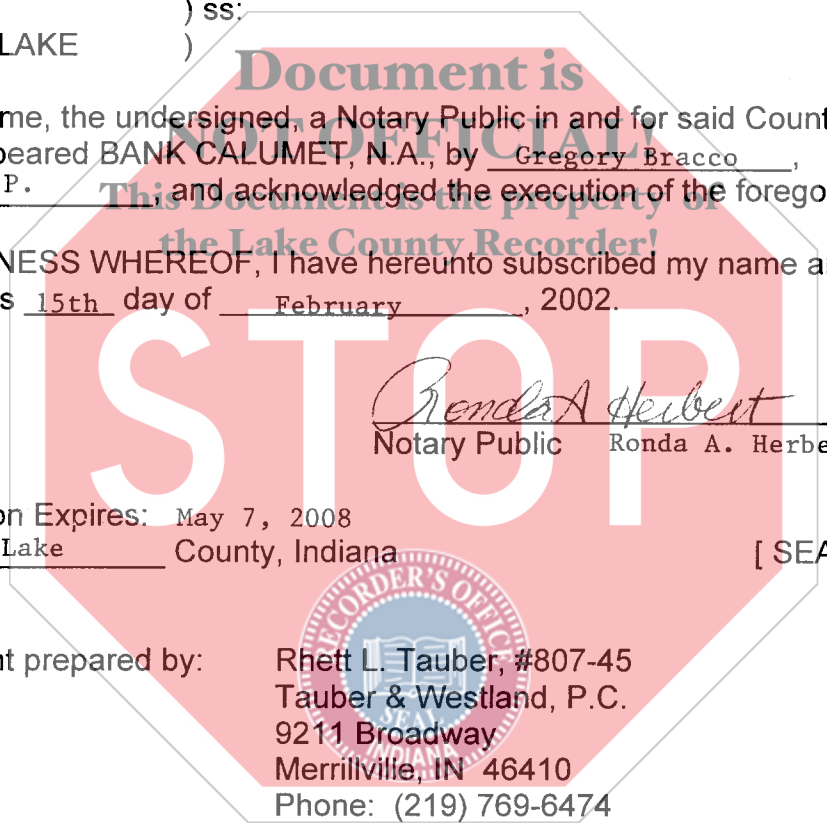 ) ss:
LAKE )
Document is
me, the undersigned, a Notary Public in and for said Count
NOT OFFICIAL!
peared BANK CALUMET, N.A., by Gregory Bracco,
P. , and acknowledged the execution of the forego
This Document is the property of
the Lake County Recorder!
NESS WHEREOF, I have hereunto subscribed my name a
s 15th day of February, 2002.
STOP
Ronda A Herbert
Notary Public Ronda A. Herbe
on Expires: May 7, 2008
Lake County, Indiana [ SEA
RECORDER'S OFFICE
SEAL
INDIANA
t prepared by: Rhett L. Tauber, #807-45
Tauber & Westland, P.C.
9211 Broadway
Merrillville, IN 46410
Phone: (219) 769-6474